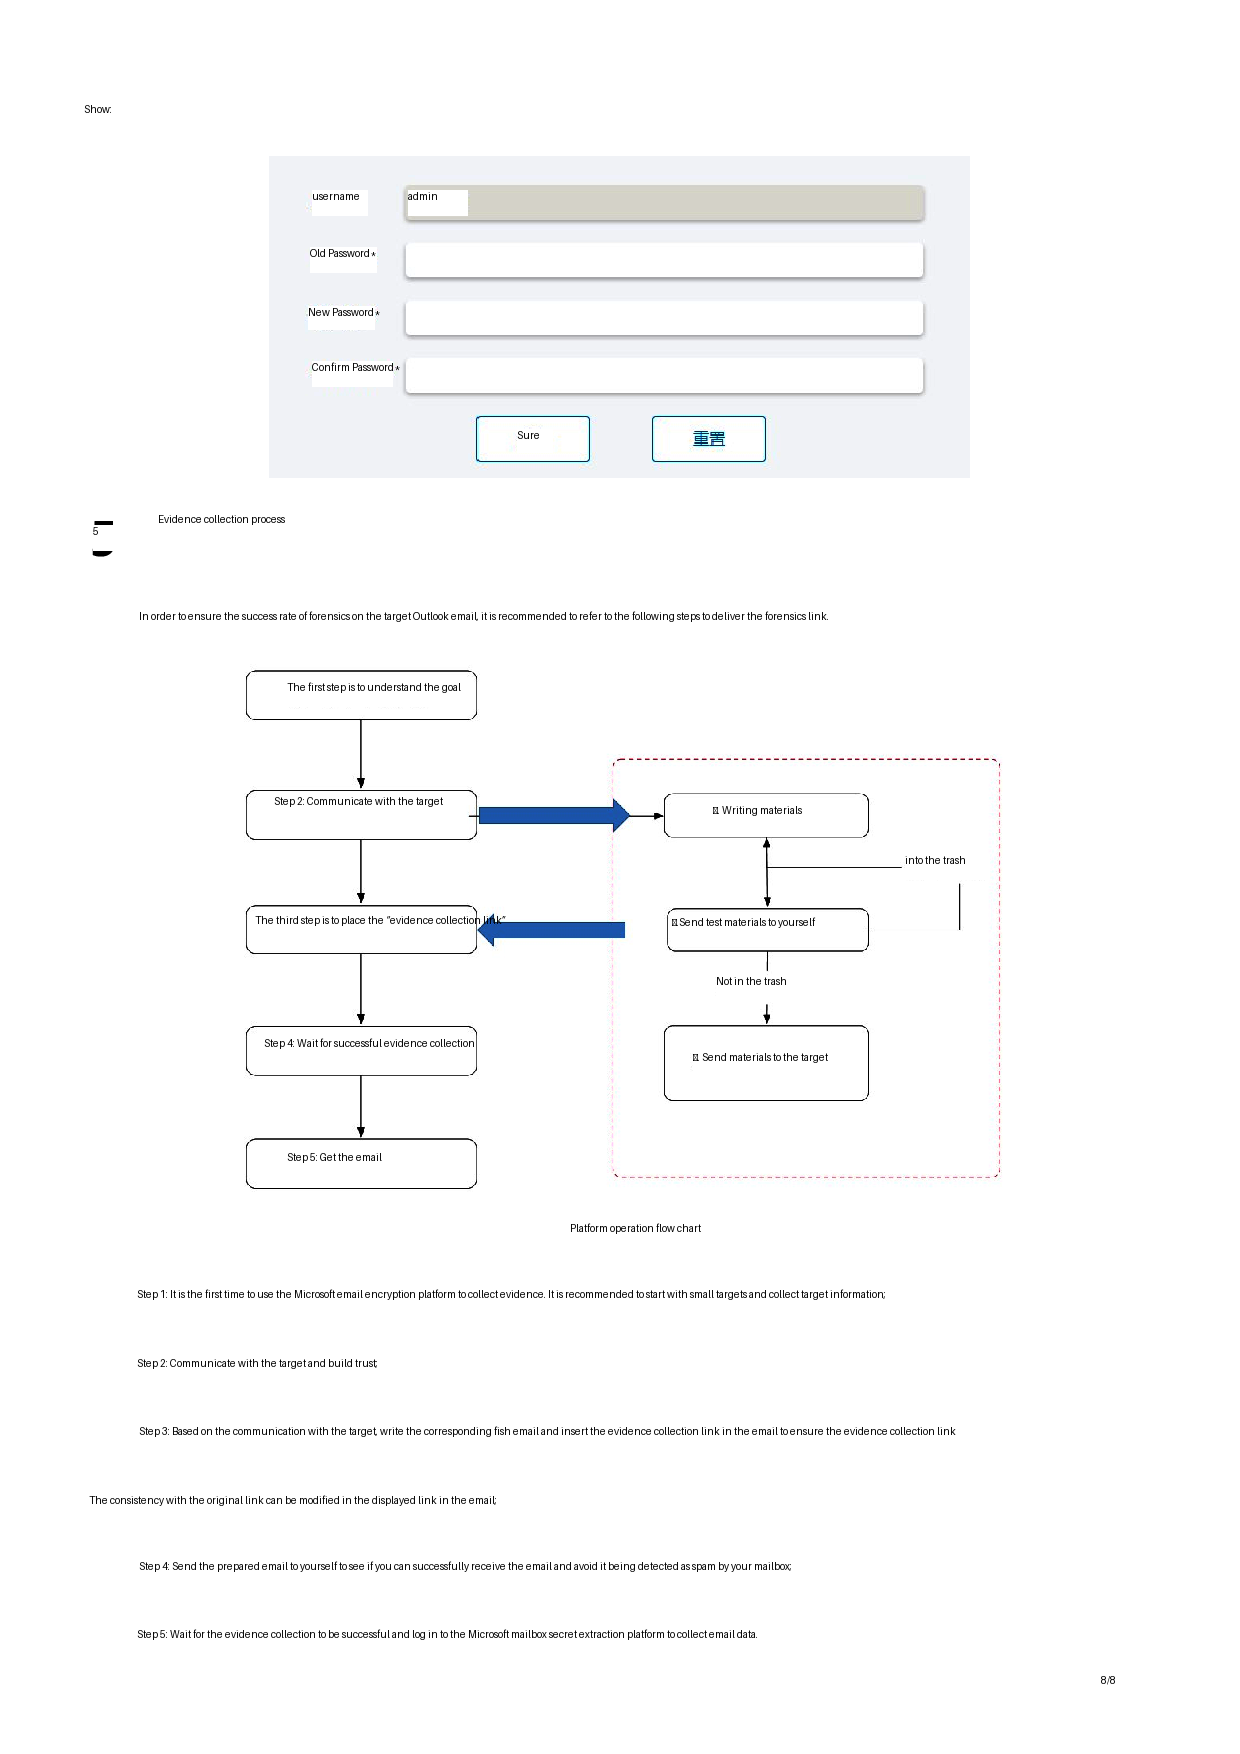 Show:
username
admin
Old Password *
New Password *
Confirm Password *
Sure
重置
5
Evidence collection process
In order to ensure the success rate of forensics on the target Outlook email, it is recommended to refer to the following steps to deliver the forensics link.
The first step is to understand the goal
Step 2: Communicate with the target
Writing materials
into the trash
The third step is to place the "evidence collection link"
Send test materials to yourself
Not in the trash
Step 4: Wait for successful evidence collection
Send materials to the target
Step 5: Get the email
Platform operation flow chart
Step 1: It is the first time to use the Microsoft email encryption platform to collect evidence. It is recommended to start with small targets and collect target information;
Step 2: Communicate with the target and build trust;
Step 3: Based on the communication with the target, write the corresponding fish email and insert the evidence collection link in the email to ensure the evidence collection link
The consistency with the original link can be modified in the displayed link in the email;
Step 4: Send the prepared email to yourself to see if you can successfully receive the email and avoid it being detected as spam by your mailbox;
Step 5: Wait for the evidence collection to be successful and log in to the Microsoft mailbox secret extraction platform to collect email data.
8/8